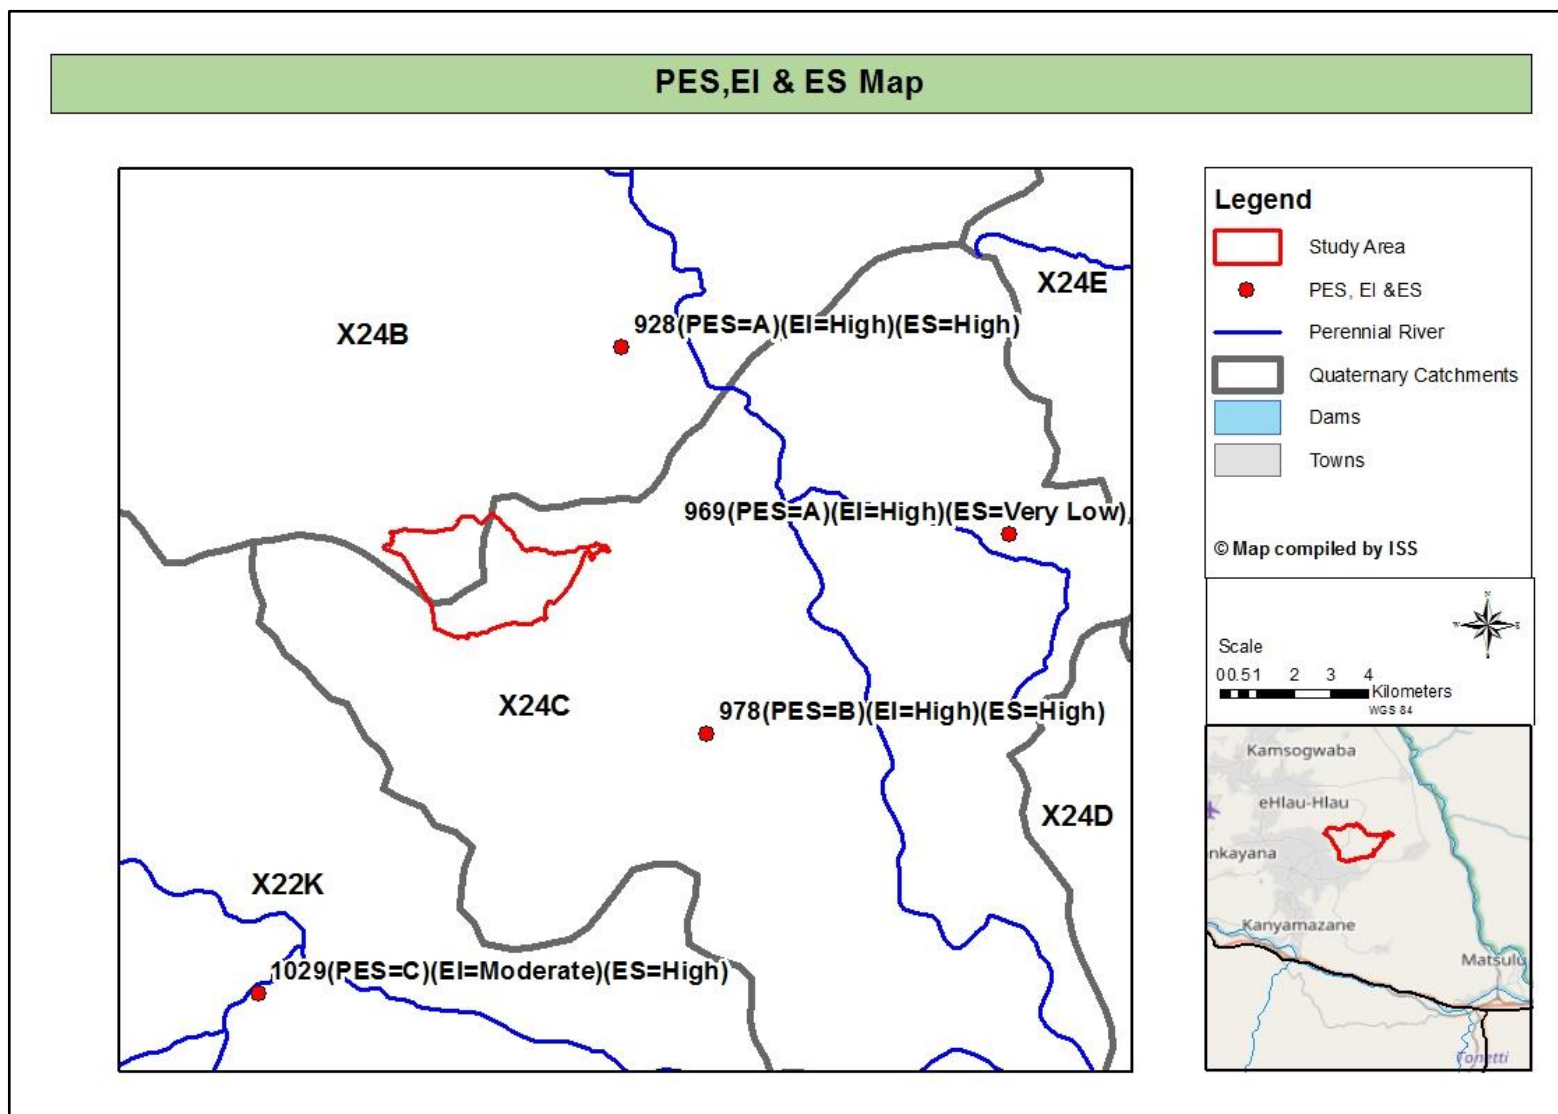 PES,EI & ES Map
X24B
X24E
928(PES=A)(EI=High)(ES=High)
969(PES=A)(EI=High)(ES=Very Low)
X24C
978(PES=B)(EI=High)(ES=High)
X24D
X22K
1029(PES=C)(EI=Moderate)(ES=High)
Legend
Study Area
PES, EI &ES
Perennial River
Quaternary Catchments
Dams
Towns
© Map compiled by ISS
N
W E
S
Scale
0 0.5 1 2 3 4
Kilometers
WGS 84
Kamsogwaba
eHlau-Hlau
nkayana
Kanyamazane
Matsulu